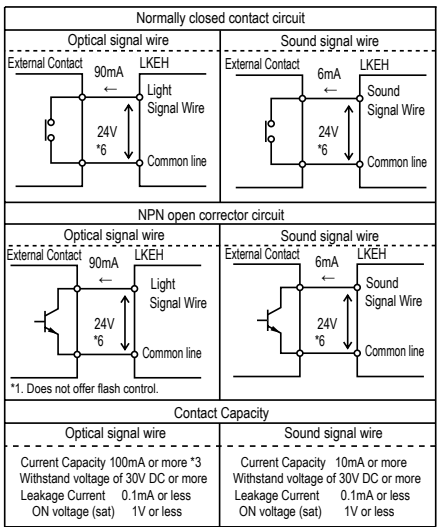 Normally closed contact circuit
Optical signal wire
External Contact
90mA
←
LKEH
Light
Signal Wire
24V
*6
Common line
Sound signal wire
External Contact
6mA
←
LKEH
Sound
Signal Wire
24V
*6
Common line
NPN open corrector circuit
Optical signal wire
External Contact
90mA
←
LKEH
Light
Signal Wire
24V
*6
Common line
*1. Does not offer flash control.
Sound signal wire
External Contact
6mA
←
LKEH
Sound
Signal Wire
24V
*6
Common line
Contact Capacity
Optical signal wire
Current Capacity 100mA or more *3
Withstand voltage of 30V DC or more
Leakage Current 0.1mA or less
ON voltage (sat) 1V or less
Sound signal wire
Current Capacity 10mA or more
Withstand voltage of 30V DC or more
Leakage Current 0.1mA or less
ON voltage (sat) 1V or less